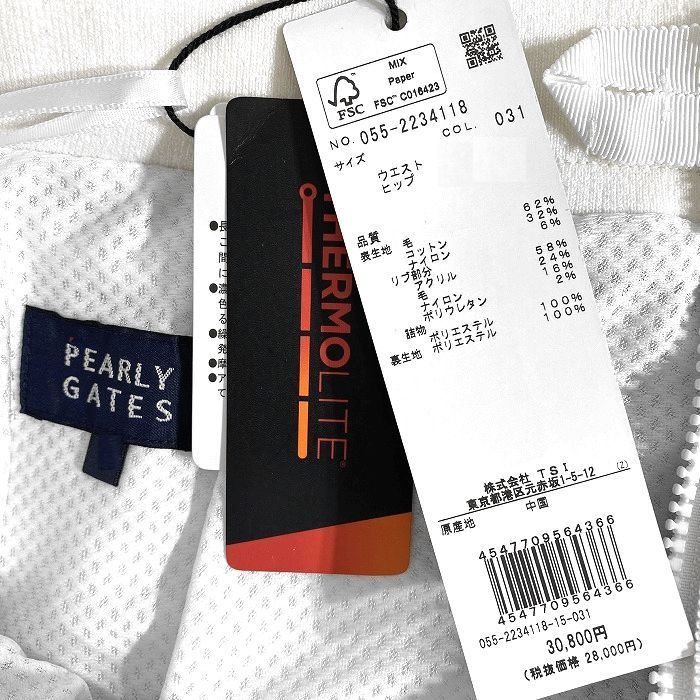 PEARLY
GATES
THERMOLITE®
FSC
MIX
Paper
FSC™ C016423
NO. 055-2234118 COL. 031
サイズ
ウエスト
ヒップ
品質
表生地 毛 62%
コットン 32%
ナイロン 6%
リブ部分
アクリル 58%
毛 24%
ナイロン 16%
ポリウレタン 2%
詰物 ポリエステル 100%
裏生地 ポリエステル 100%
株式会社 TSI
東京都港区元赤坂1-5-12 (Z)
原産地 中国
4547709564366
4547709564366
055-2234118-15-031
30,800円
(税抜価格 28,000円)